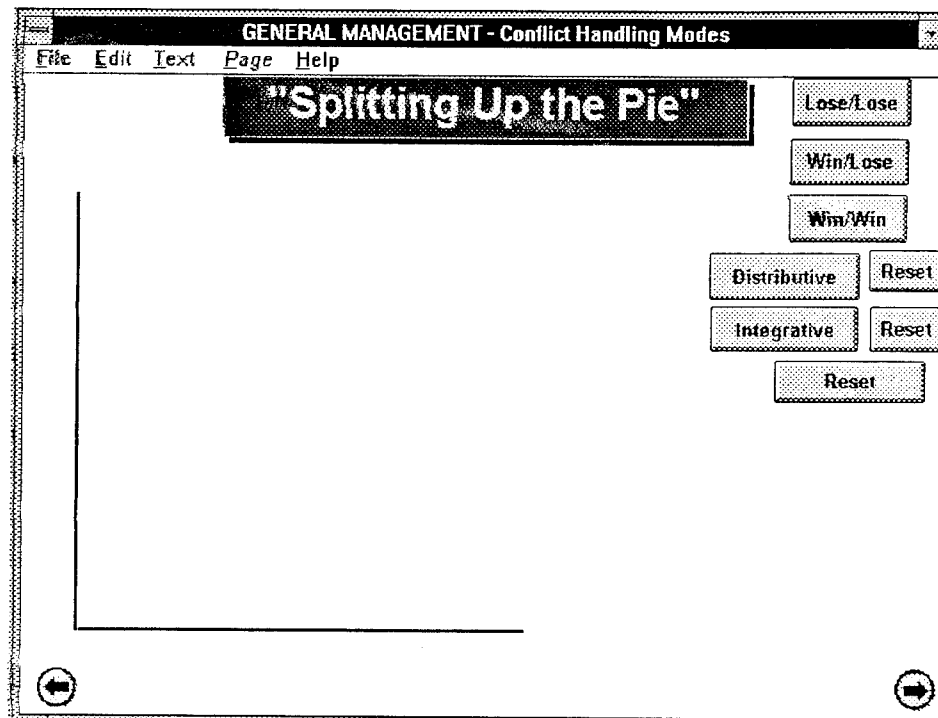 GENERAL MANAGEMENT - Conflict Handling Modes
File Edit Text Page Help
"Splitting Up the Pie"
Lose/Lose
Win/Lose
Win/Win
Distributive Reset
Integrative Reset
Reset